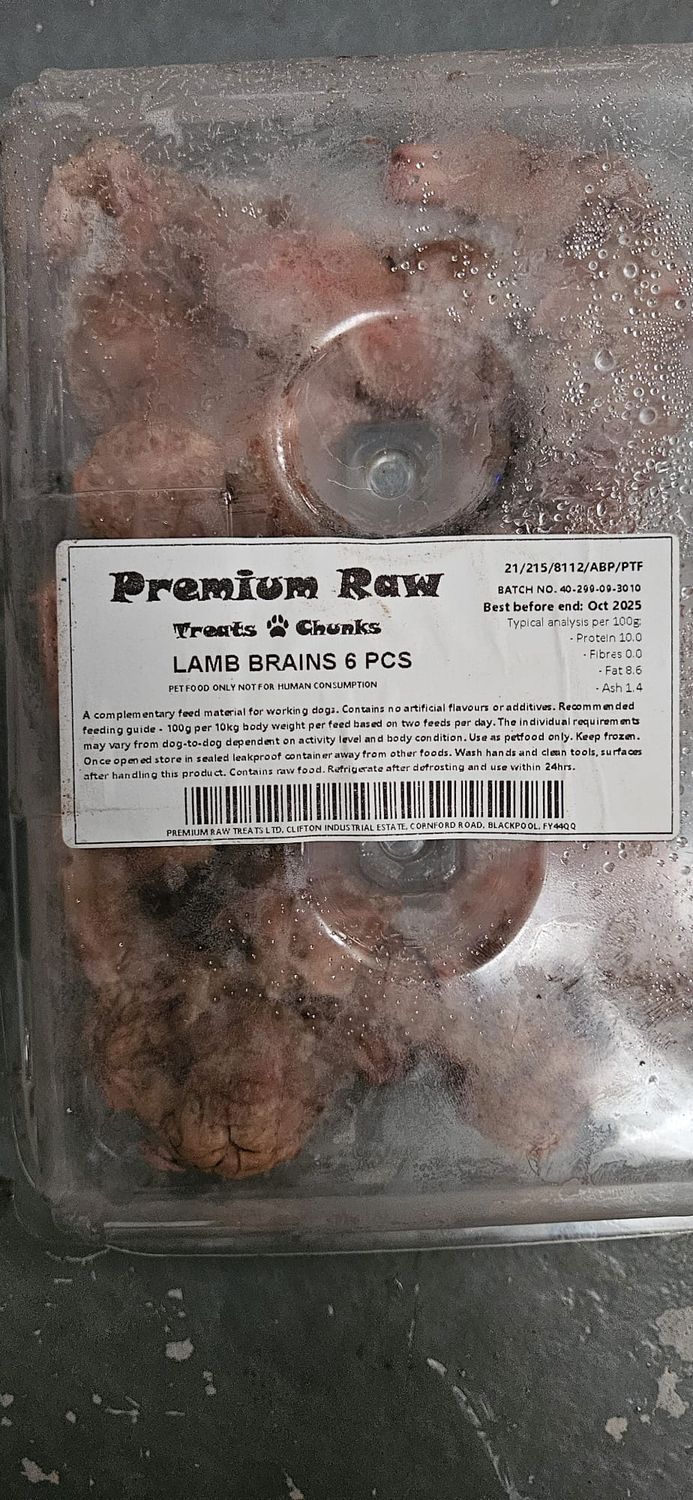 Premium Raw
Treats Chunks
LAMB BRAINS 6 PCS
PET FOOD ONLY NOT FOR HUMAN CONSUMPTION
21/215/8112/ABP/PTF
BATCH NO. 40-299-09-3010
Best before end: Oct 2025
Typical analysis per 100g:
- Protein 10.0
- Fibres 0.0
- Fat 8.6
- Ash 1.4
A complementary feed material for working dogs. Contains no artificial flavours or additives. Recommended
feeding guide - 100g per 10kg body weight per feed based on two feeds per day. The individual requirements
may vary from dog-to-dog dependent on activity level and body condition. Use as petfood only. Keep frozen.
Once opened store in sealed leakproof container away from other foods. Wash hands and clean tools, surfaces
after handling this product. Contains raw food. Refrigerate after defrosting and use within 24hrs.
PREMIUM RAW TREATS LTD, CLIFTON INDUSTRIAL ESTATE, CORNFORD ROAD, BLACKPOOL, FY44QQ